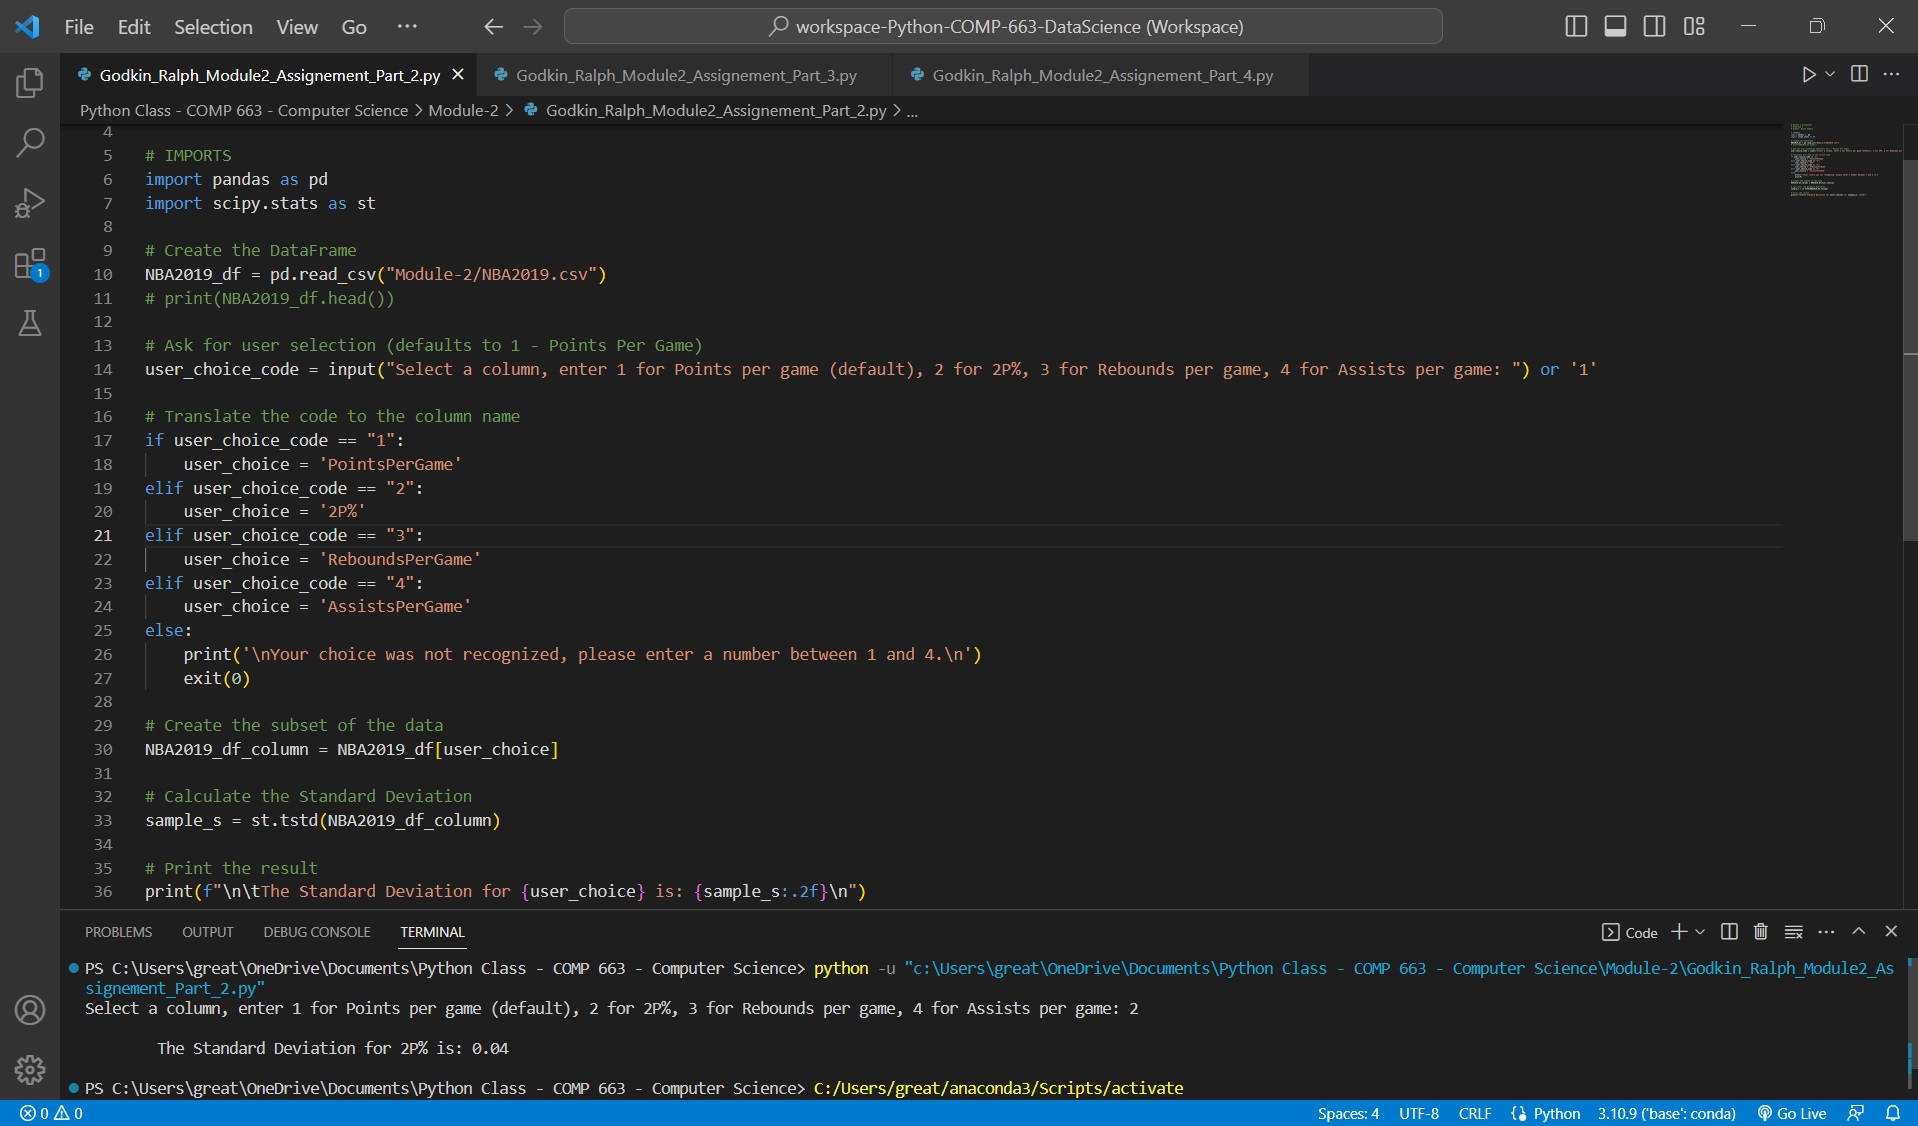 File Edit Selection View Go ··· workspace-Python-COMP-663-DataScience (Workspace)
Godkin_Ralph_Module2_Assignement_Part_2.py Godkin_Ralph_Module2_Assignement_Part_3.py Godkin_Ralph_Module2_Assignement_Part_4.py
Python Class - COMP 663 - Computer Science > Module-2 > Godkin_Ralph_Module2_Assignement_Part_2.py > ...
4
5 # IMPORTS
6 import pandas as pd
7 import scipy.stats as st
8
9 # Create the DataFrame
10 NBA2019_df = pd.read_csv("Module-2/NBA2019.csv")
11 # print(NBA2019_df.head())
12
13 # Ask for user selection (defaults to 1 - Points Per Game)
14 user_choice_code = input("Select a column, enter 1 for Points per game (default), 2 for 2P%, 3 for Rebounds per game, 4 for Assists per game: ") or '1'
15
16 # Translate the code to the column name
17 if user_choice_code == "1":
18     user_choice = 'PointsPerGame'
19 elif user_choice_code == "2":
20     user_choice = '2P%'
21 elif user_choice_code == "3":
22     user_choice = 'ReboundsPerGame'
23 elif user_choice_code == "4":
24     user_choice = 'AssistsPerGame'
25 else:
26     print('\nYour choice was not recognized, please enter a number between 1 and 4.\n')
27     exit(0)
28
29 # Create the subset of the data
30 NBA2019_df_column = NBA2019_df[user_choice]
31
32 # Calculate the Standard Deviation
33 sample_s = st.tstd(NBA2019_df_column)
34
35 # Print the result
36 print(f"\n\tThe Standard Deviation for {user_choice} is: {sample_s:.2f}\n")
1
PROBLEMS OUTPUT DEBUG CONSOLE TERMINAL Code
PS C:\Users\great\OneDrive\Documents\Python Class - COMP 663 - Computer Science> python -u "c:\Users\great\OneDrive\Documents\Python Class - COMP 663 - Computer Science\Module-2\Godkin_Ralph_Module2_As
signement_Part_2.py"
Select a column, enter 1 for Points per game (default), 2 for 2P%, 3 for Rebounds per game, 4 for Assists per game: 2
The Standard Deviation for 2P% is: 0.04
PS C:\Users\great\OneDrive\Documents\Python Class - COMP 663 - Computer Science> C:/Users/great/anaconda3/Scripts/activate
0 0 Spaces: 4 UTF-8 CRLF Python 3.10.9 ('base': conda) Go Live